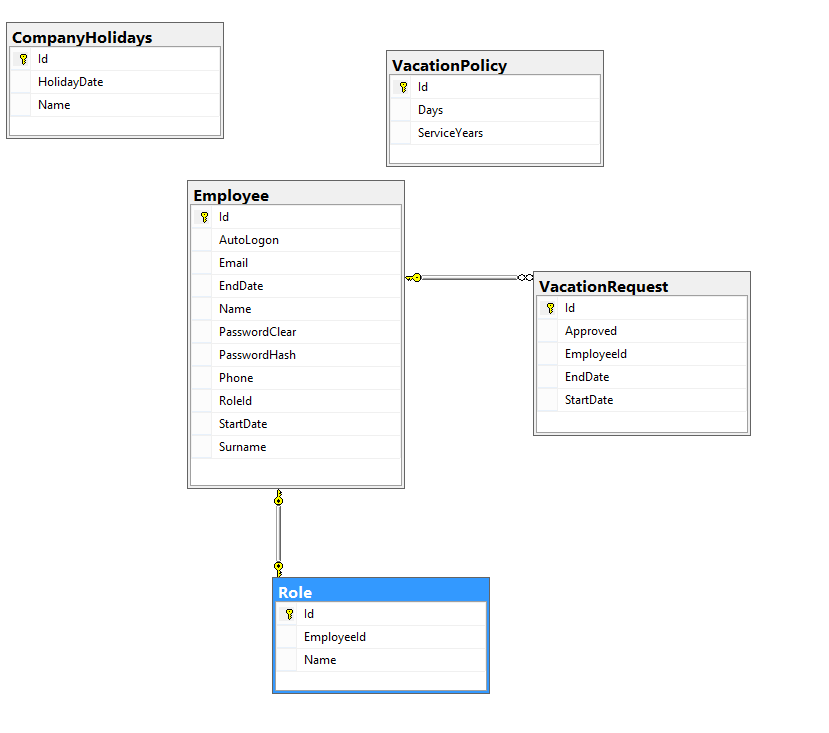 CompanyHolidays
Id
HolidayDate
Name
VacationPolicy
Id
Days
ServiceYears
Employee
Id
AutoLogon
Email
EndDate
Name
PasswordClear
PasswordHash
Phone
RoleId
StartDate
Surname
VacationRequest
Id
Approved
EmployeeId
EndDate
StartDate
Role
Id
EmployeeId
Name